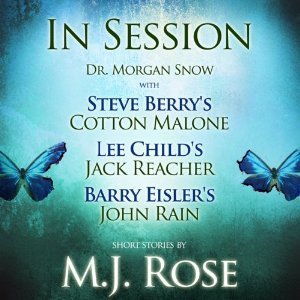 In Session
Dr. Morgan Snow
with
Steve Berry's
Cotton Malone
Lee Child's
Jack Reacher
Barry Eisler's
John Rain
short stories by
M.J. Rose